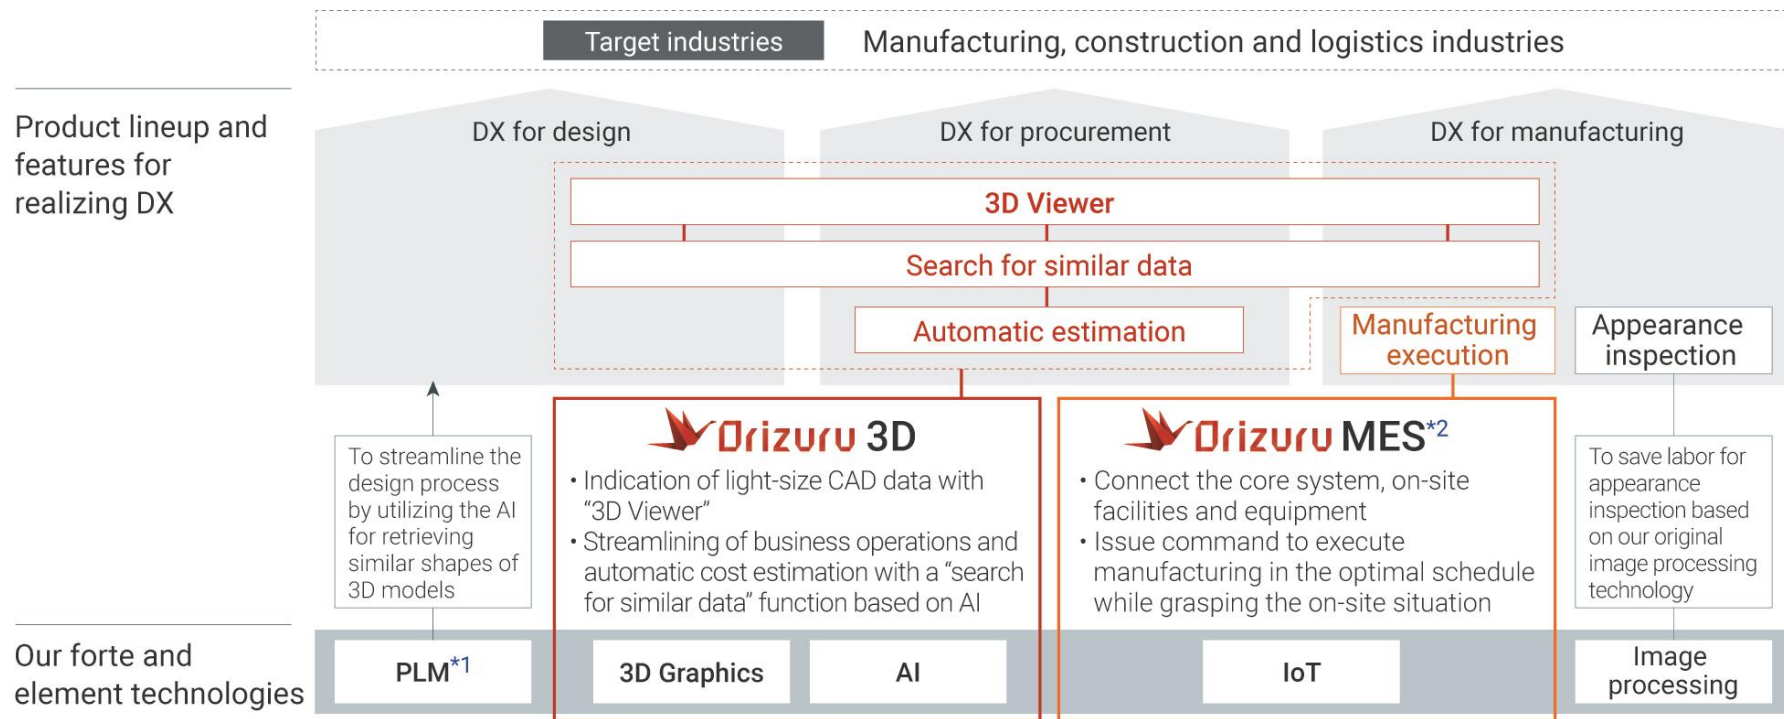 Target industries
Manufacturing, construction and logistics industries
Product lineup and
features for
realizing DX
DX for design
DX for procurement
DX for manufacturing
3D Viewer
Search for similar data
Automatic estimation
Manufacturing
execution
Appearance
inspection
To streamline the
design process
by utilizing the AI
for retrieving
similar shapes of
3D models
Orizuru 3D
• Indication of light-size CAD data with
“3D Viewer”
• Streamlining of business operations and
automatic cost estimation with a “search
for similar data” function based on AI
Orizuru MES*2
• Connect the core system, on-site
facilities and equipment
• Issue command to execute
manufacturing in the optimal schedule
while grasping the on-site situation
To save labor for
appearance
inspection based
on our original
image processing
technology
Our forte and
element technologies
PLM*1
3D Graphics
AI
IoT
Image
processing